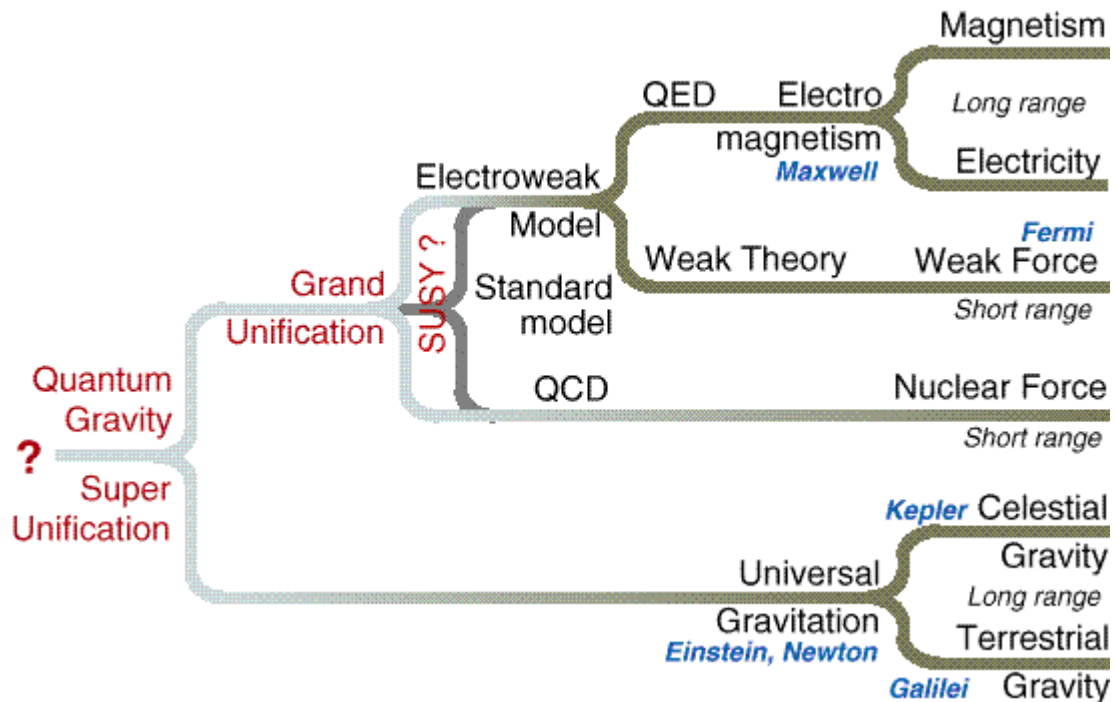 Magnetism
QED
Electro
Long range
magnetism
Maxwell
Electricity
Electroweak
Model
Fermi
Weak Theory
Weak Force
Short range
SUSY ?
Grand
Unification
Standard
model
Quantum
Gravity
QCD
Nuclear Force
Short range
?
Super
Unification
Kepler Celestial
Gravity
Universal
Gravitation
Long range
Einstein, Newton
Terrestrial
Galilei Gravity